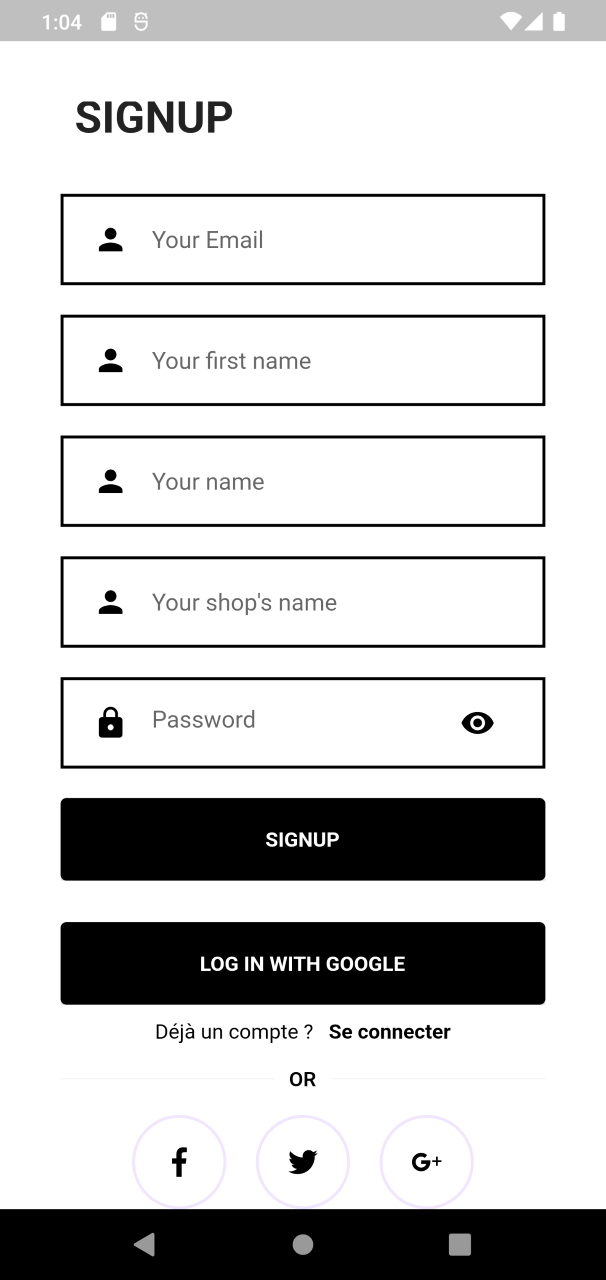 1:04
SIGNUP
Your Email
Your first name
Your name
Your shop's name
Password
SIGNUP
LOG IN WITH GOOGLE
Déjà un compte ? Se connecter
OR